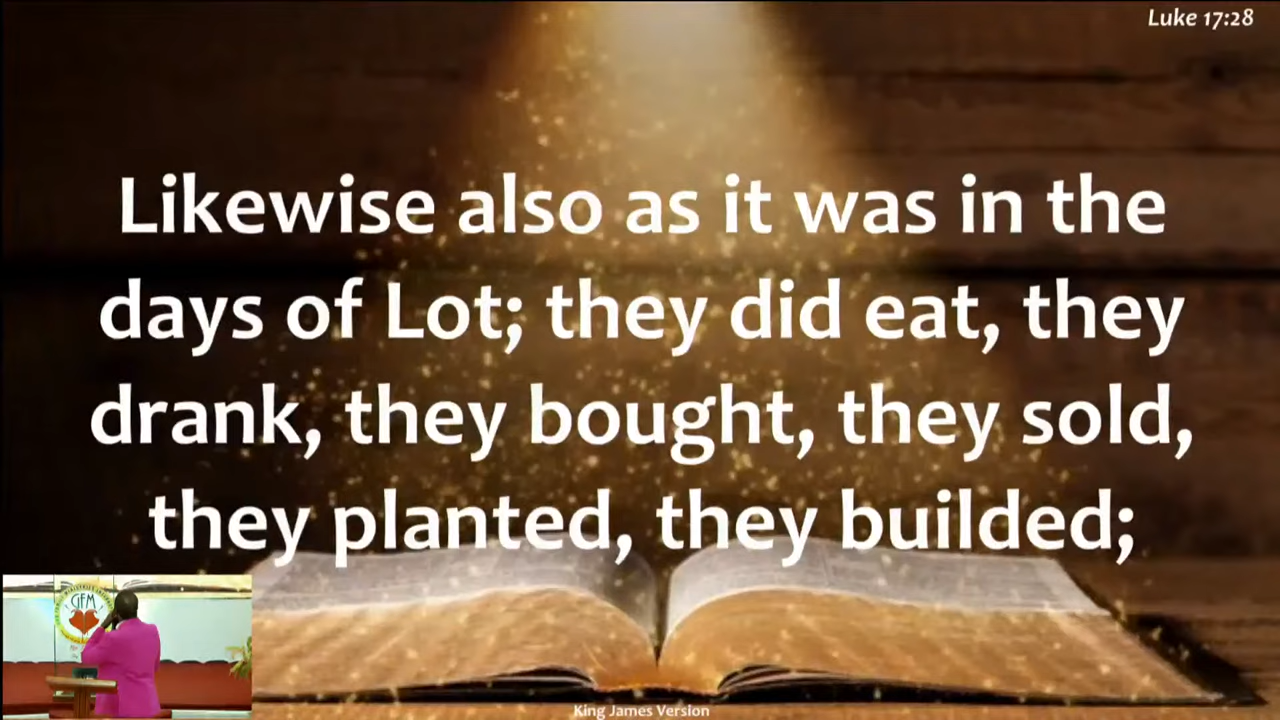 Luke 17:28
Likewise also as it was in the
days of Lot; they did eat, they
drank, they bought, they sold,
they planted, they builded;
GFM
King James Version